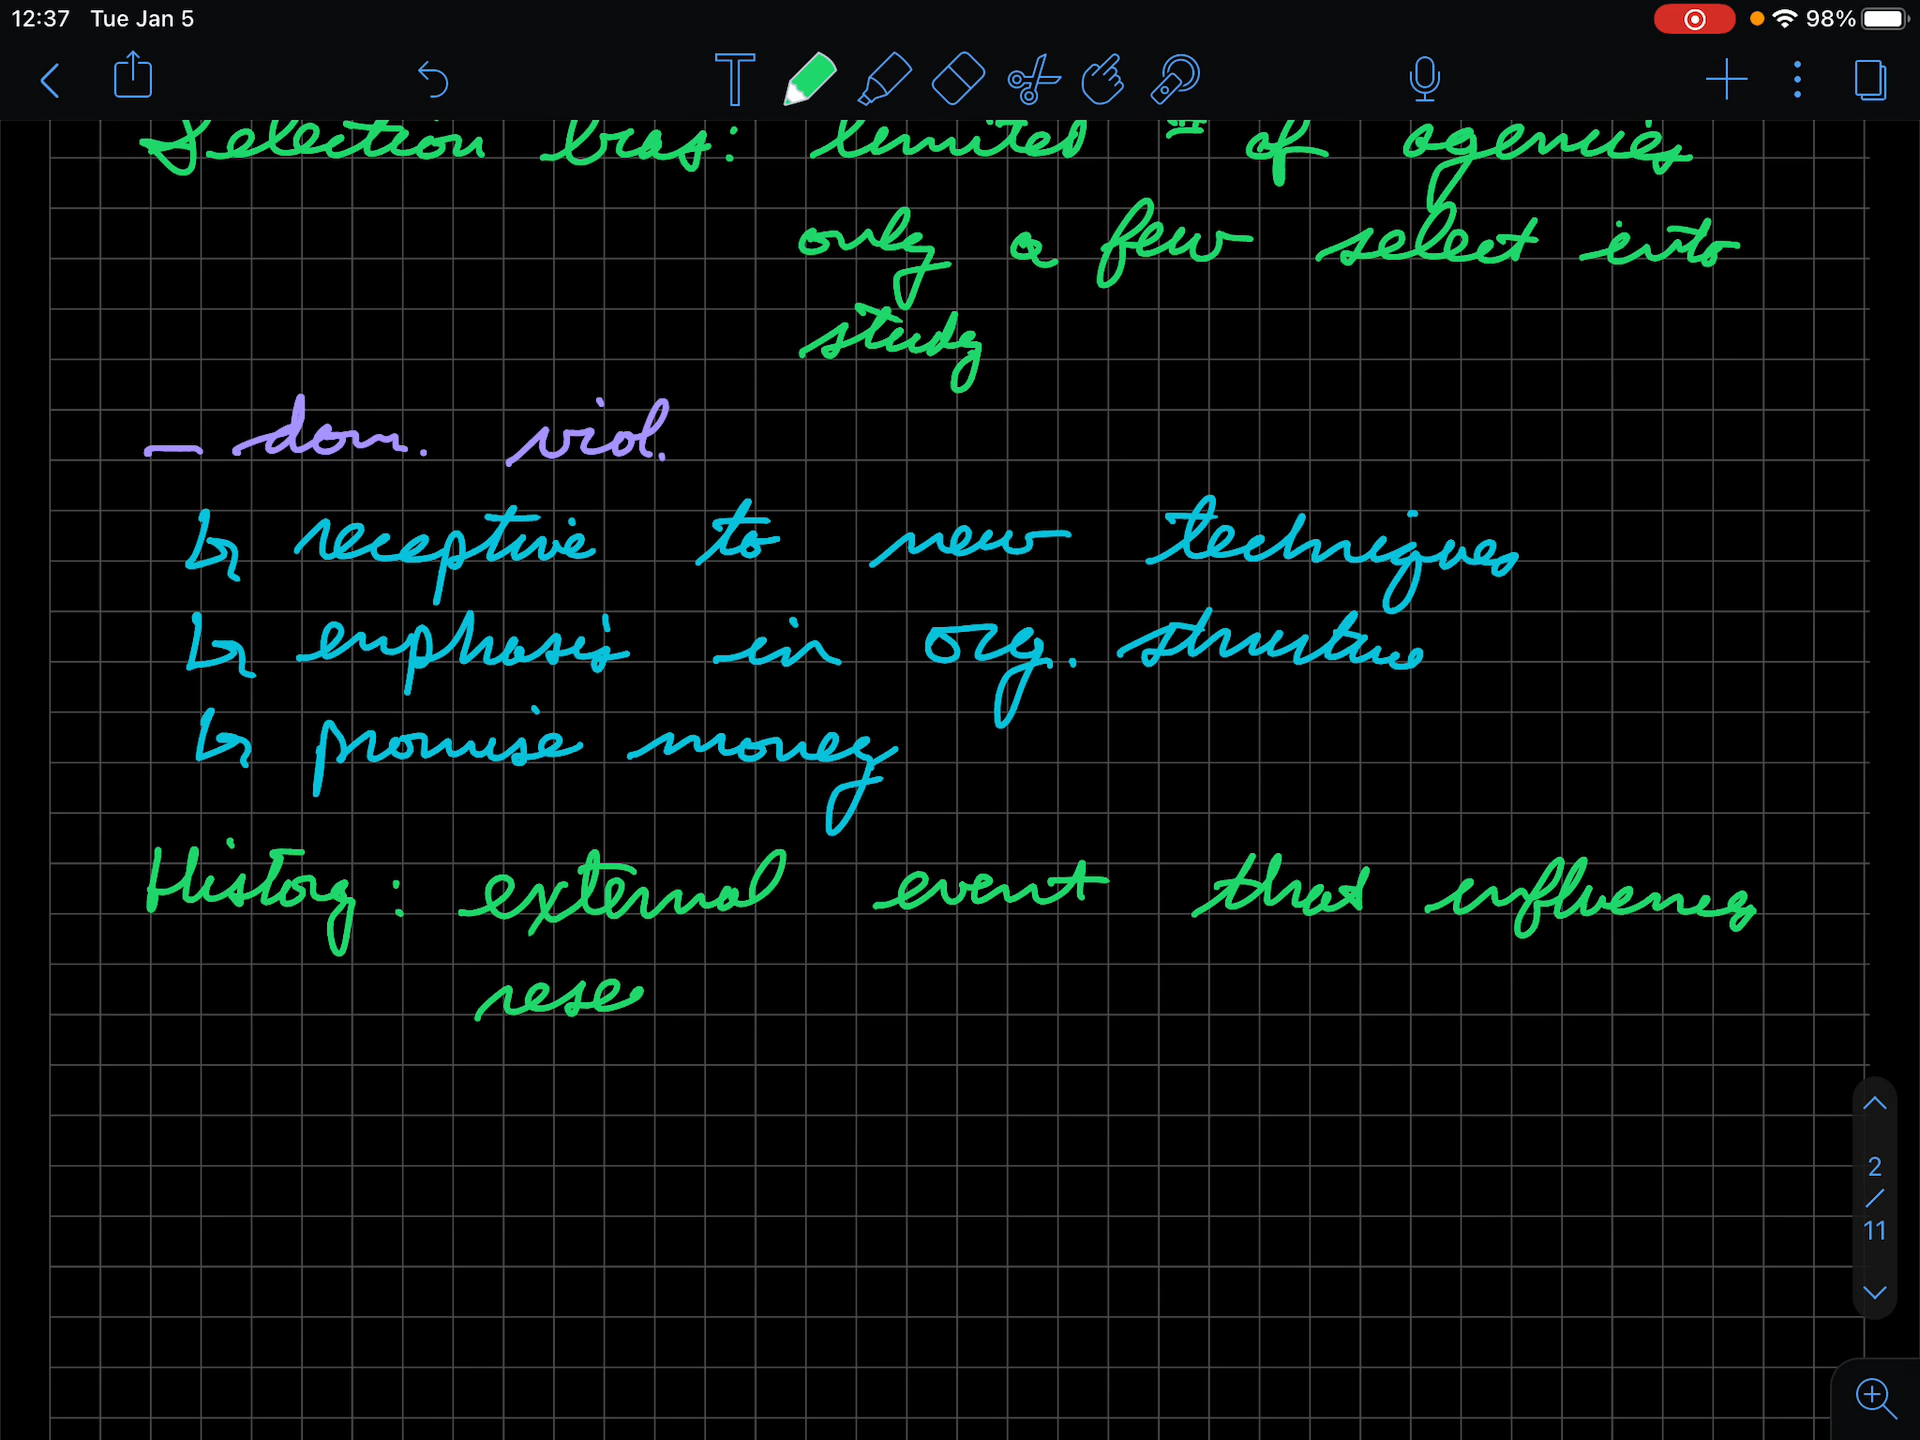 12:37 Tue Jan 5 98%
Selection bias: limited # of agencies
only a few select into
study
- dom. viol.
↳ receptive to new techniques
↳ emphasis in org. structure
↳ promise money
History: external event that influences
rese
2
/
11